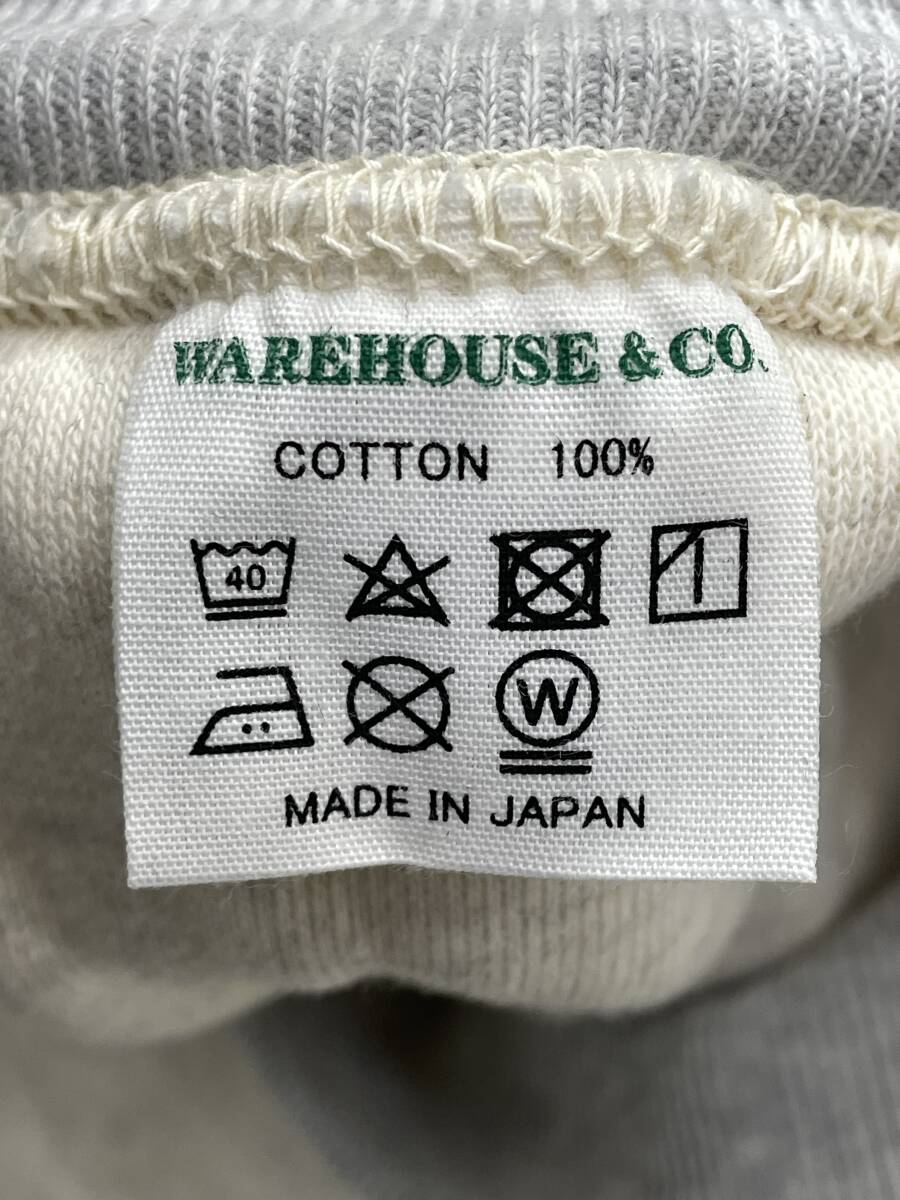 WAREHOUSE & CO.
COTTON 100%
40
W
MADE IN JAPAN